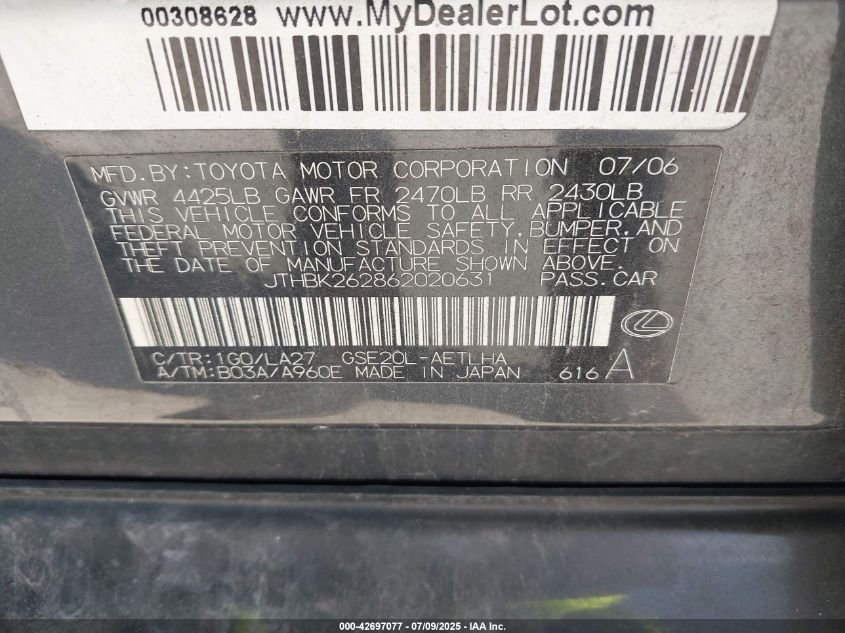 00308628 www.MyDealerLot.com
MFD.BY:TOYOTA MOTOR CORPORATION 07/06
GVWR 4425LB GAWR FR 2470LB RR 2430LB
THIS VEHICLE CONFORMS TO ALL APPLICABLE
FEDERAL MOTOR VEHICLE SAFETY,BUMPER,AND
THEFT PREVENTION STANDARDS IN EFFECT ON
THE DATE OF MANUFACTURE SHOWN ABOVE.
JTHBK262862020631 PASS.CAR
C/TR:1G0/LA27 GSE20L-AETLHA
A/TM:B03A/A960E MADE IN JAPAN 616 A
000-42697077 - 07/09/2025 - IAA Inc.